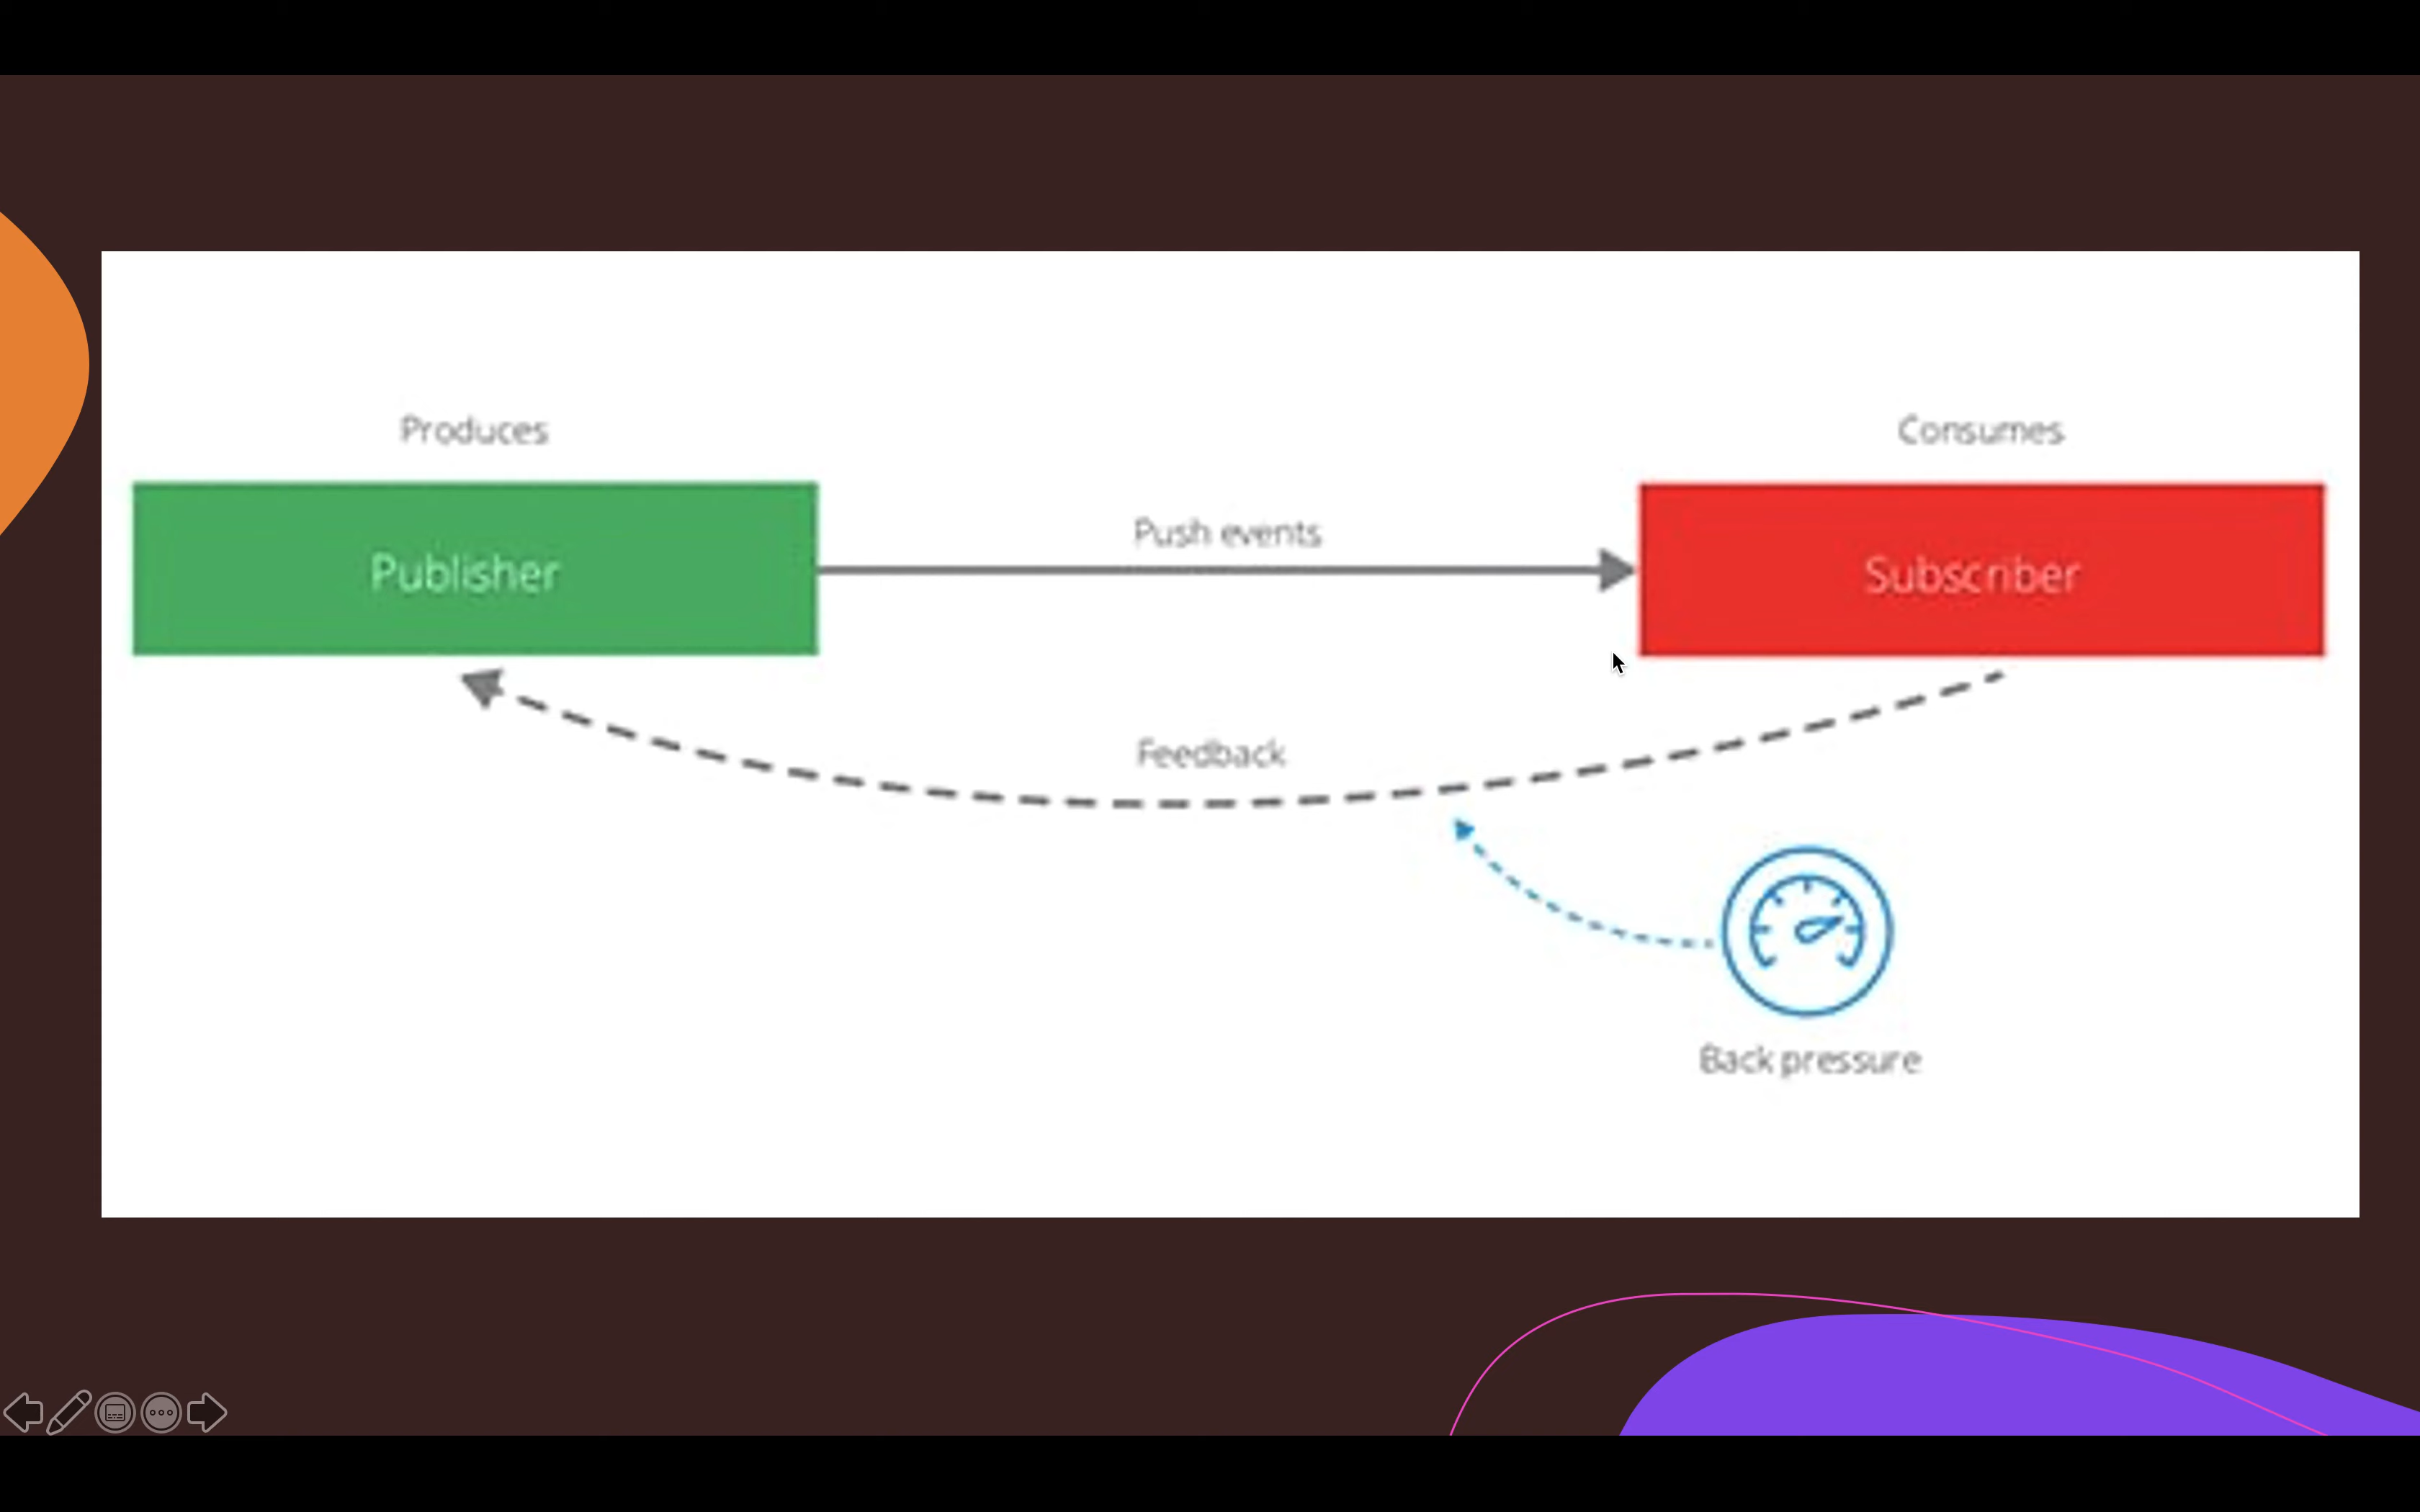 Produces
Consumes
Publisher
Push events
Subscriber
Feedback
Back pressure